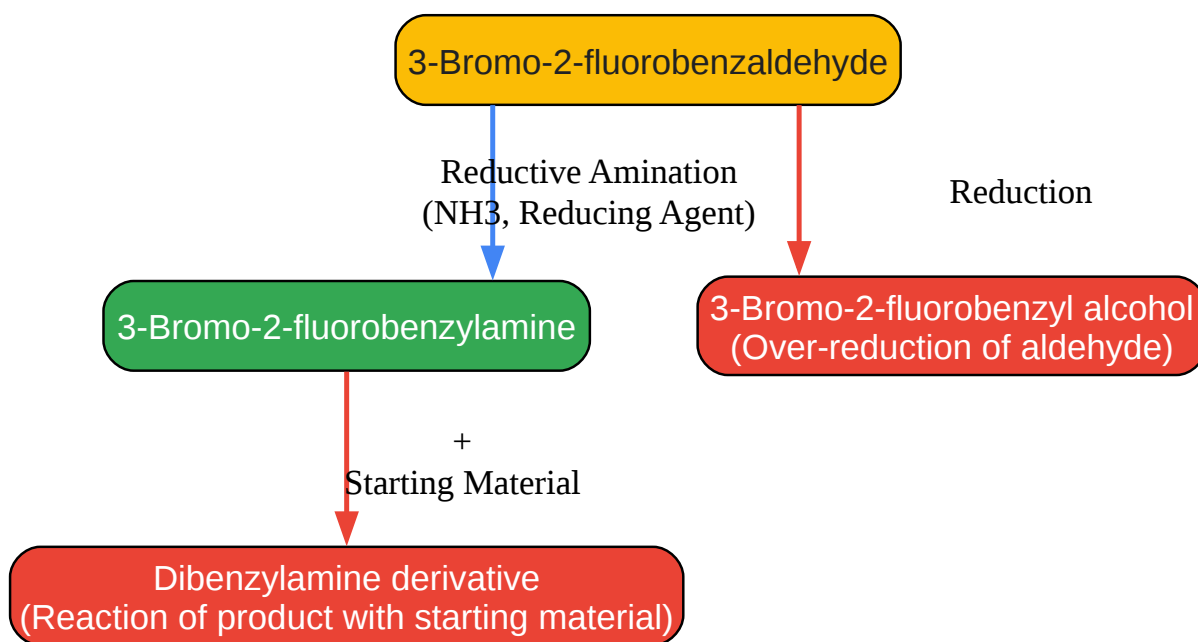 3-Bromo-2-fluorobenzaldehyde
Reductive Amination
(NH3, Reducing Agent)
Reduction
3-Bromo-2-fluorobenzylamine
3-Bromo-2-fluorobenzyl alcohol
(Over-reduction of aldehyde)
+
Starting Material
Dibenzylamine derivative
(Reaction of product with starting material)